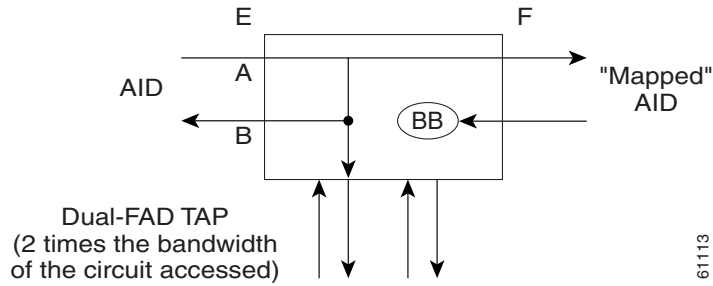 E
F
A
AID
"Mapped"
AID
B
BB
Dual-FAD TAP
(2 times the bandwidth
of the circuit accessed)
61113